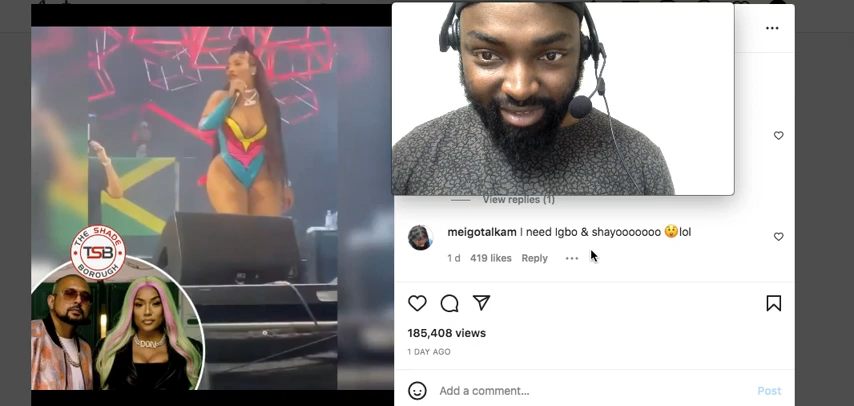 THE SHADE
TSB
BOROUGH
DON
View replies (1)
meigotalkam I need Igbo & shayooooooo 😲lol
1 d 419 likes Reply
185,408 views
1 DAY AGO
Add a comment...
Post